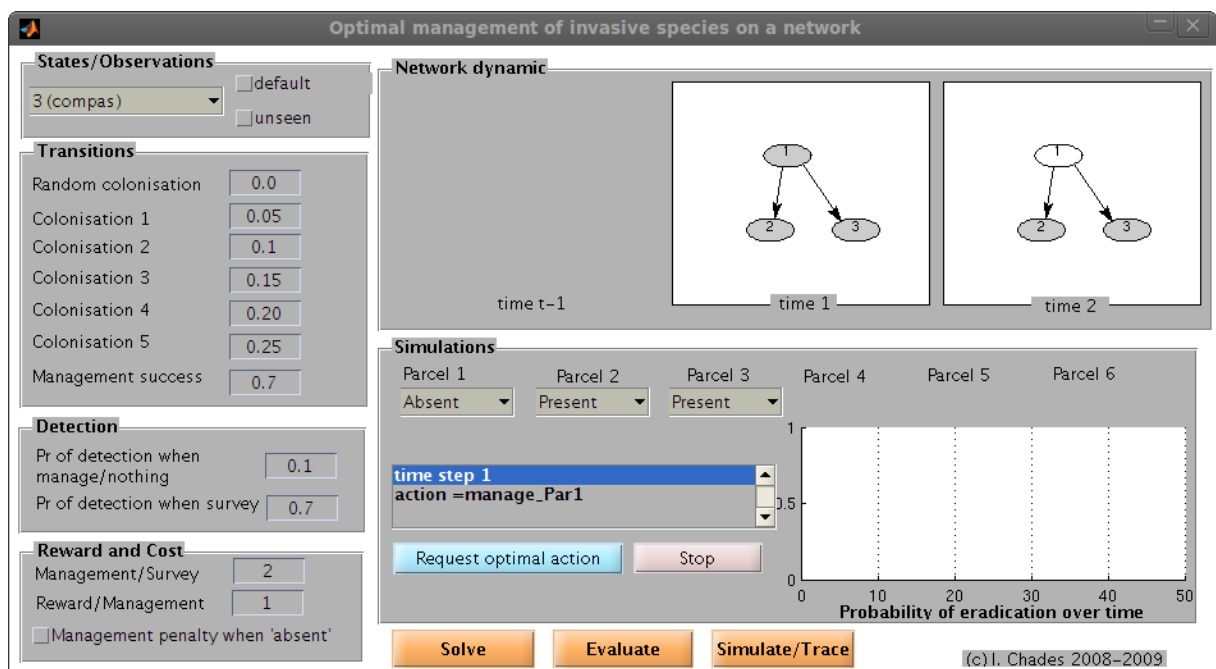 Optimal management of invasive species on a network
States/Observations
3 (compas)
default
unseen
Transitions
Random colonisation 0.0
Colonisation 1 0.05
Colonisation 2 0.1
Colonisation 3 0.15
Colonisation 4 0.20
Colonisation 5 0.25
Management success 0.7
Detection
Pr of detection when
manage/nothing 0.1
Pr of detection when survey 0.7
Reward and Cost
Management/Survey 2
Reward/Management 1
Management penalty when 'absent'
Network dynamic
1
2 3
1
2 3
time t-1 time 1 time 2
Simulations
Parcel 1 Parcel 2 Parcel 3 Parcel 4 Parcel 5 Parcel 6
Absent Present Present
time step 1
action =manage_Par1
Request optimal action Stop
1
0.5
0
0 10 20 30 40 50
Probability of eradication over time
Solve Evaluate Simulate/Trace
(c) I. Chades 2008-2009